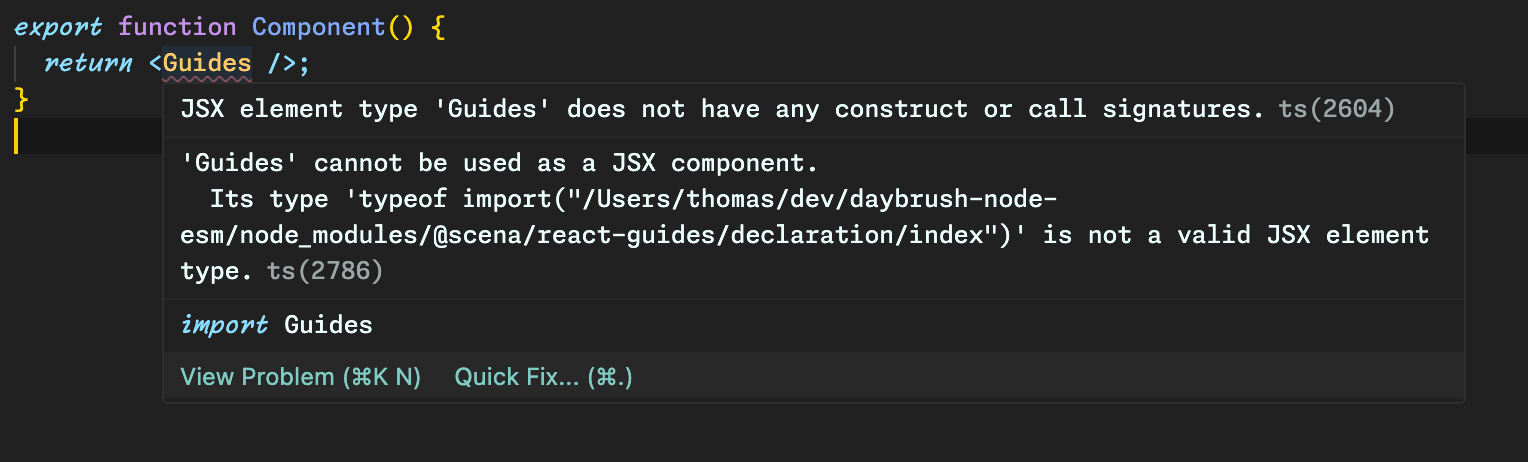 export function Component() {
  return <Guides />;
}
JSX element type 'Guides' does not have any construct or call signatures. ts(2604)
'Guides' cannot be used as a JSX component.
  Its type 'typeof import("/Users/thomas/dev/daybrush-node-
esm/node_modules/@scena/react-guides/declaration/index")' is not a valid JSX element
type. ts(2786)
import Guides
View Problem (⌘K N)    Quick Fix... (⌘.)